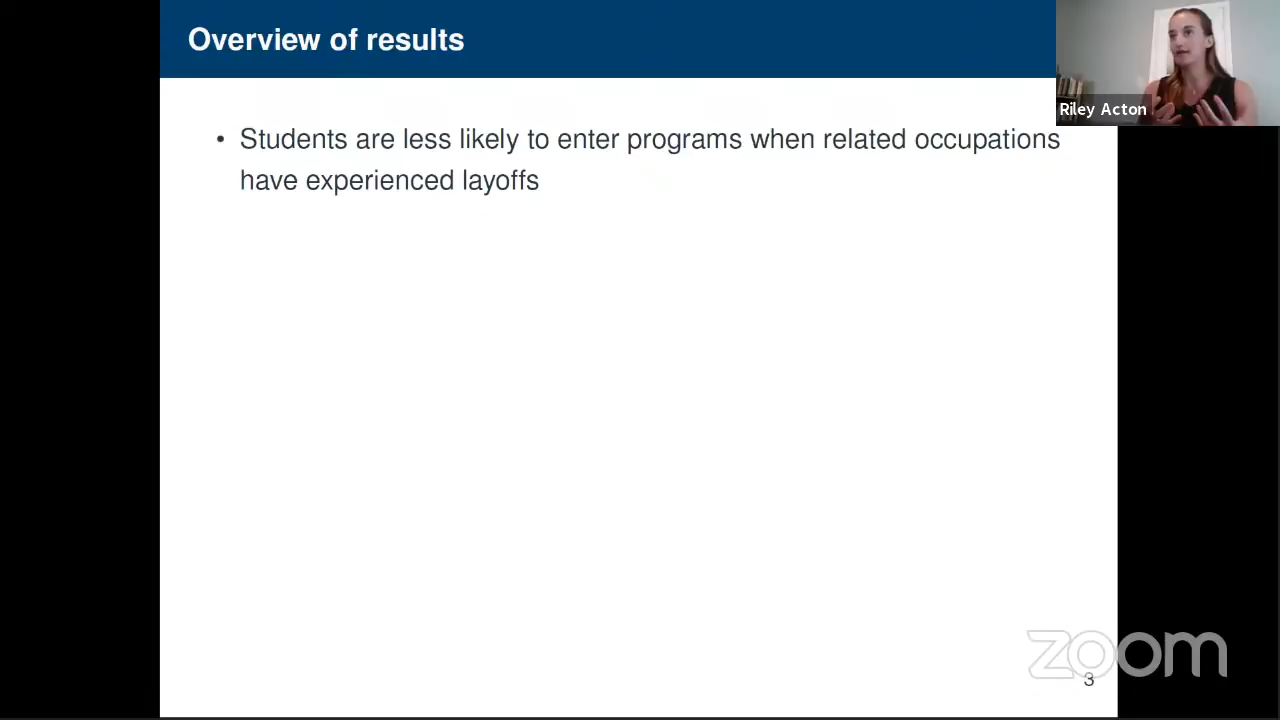 Overview of results
Riley Acton
• Students are less likely to enter programs when related occupations
have experienced layoffs
zoom
3